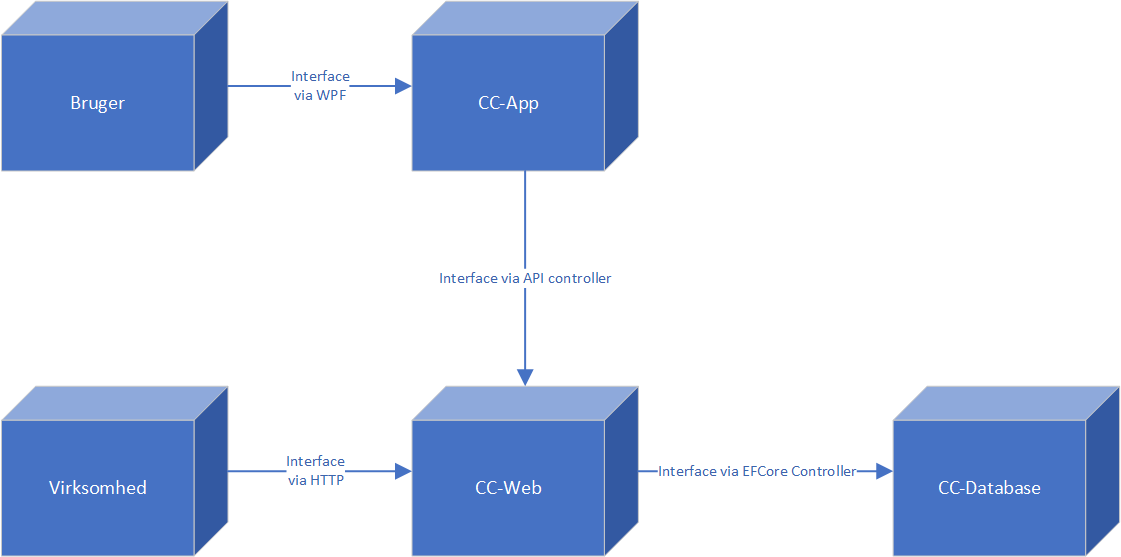 Bruger
Interface
via WPF
CC-App
Interface via API controller
Virksomhed
Interface
via HTTP
CC-Web
Interface via EFCore Controller
CC-Database